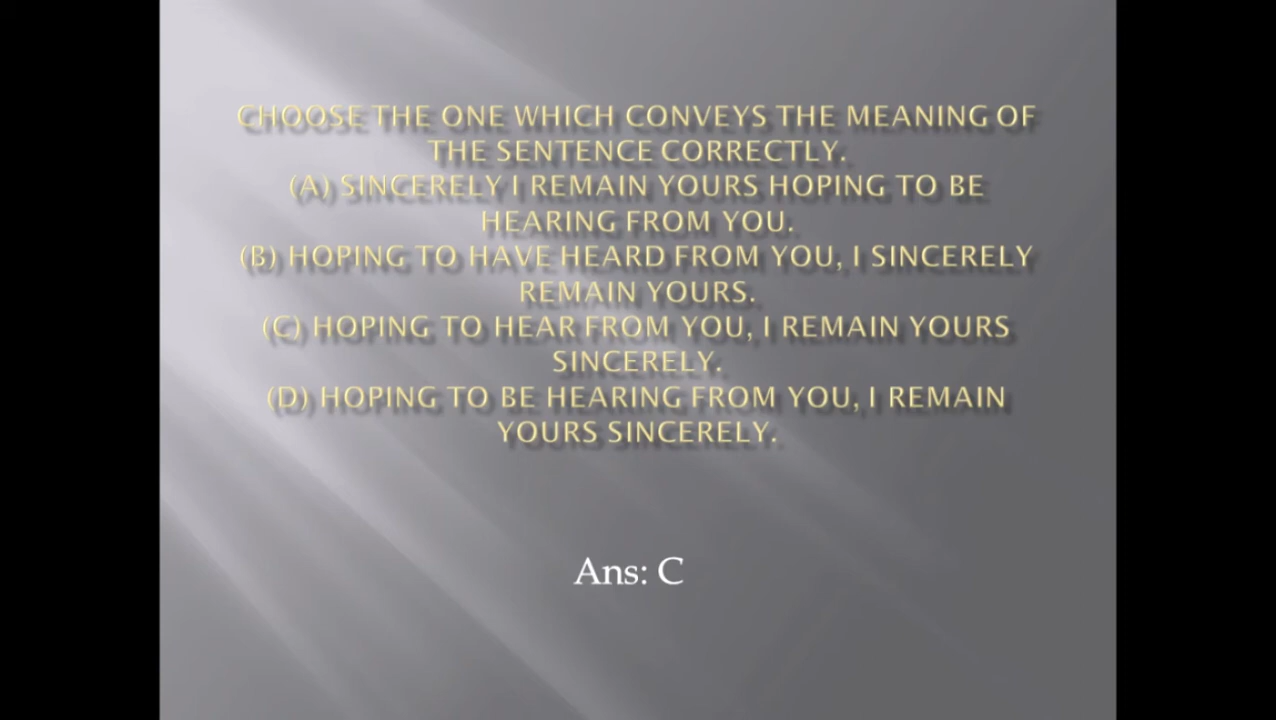 CHOOSE THE ONE WHICH CONVEYS THE MEANING OF
THE SENTENCE CORRECTLY.
(A) SINCERELY I REMAIN YOURS HOPING TO BE
HEARING FROM YOU.
(B) HOPING TO HAVE HEARD FROM YOU, I SINCERELY
REMAIN YOURS.
(C) HOPING TO HEAR FROM YOU, I REMAIN YOURS
SINCERELY.
(D) HOPING TO BE HEARING FROM YOU, I REMAIN
YOURS SINCERELY.
Ans: C